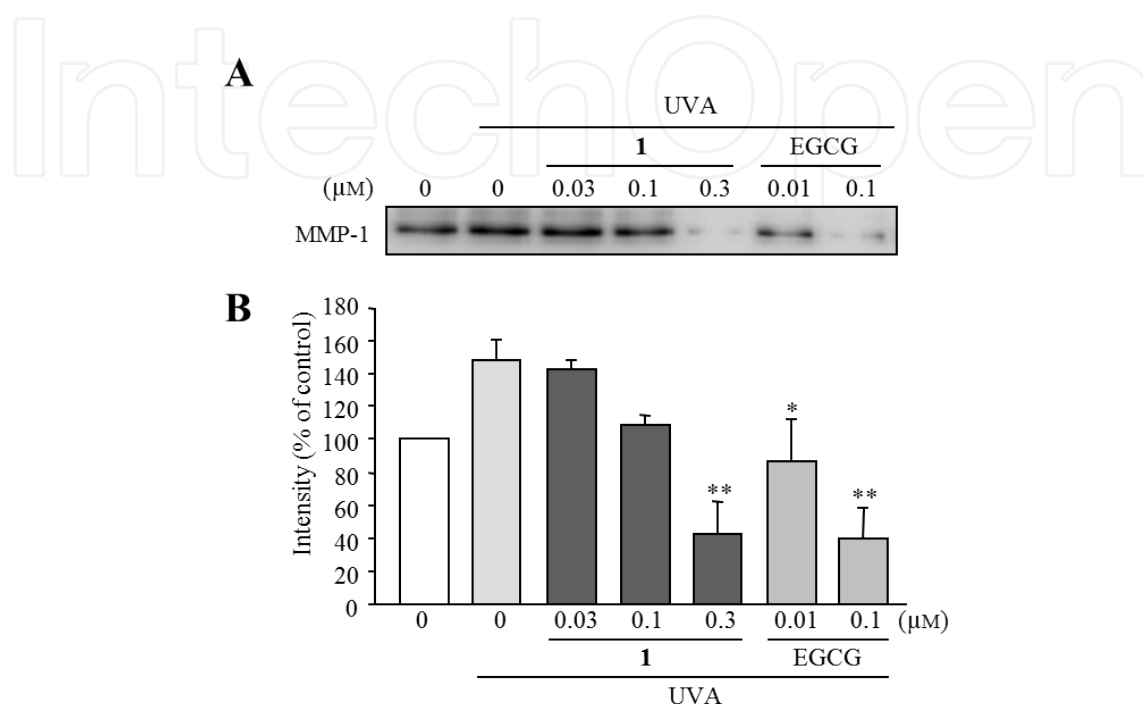 IntechOpen
A
UVA
1 EGCG
(μM) 0 0 0.03 0.1 0.3 0.01 0.1
MMP-1
B
Intensity (% of control)
180
160
140
120
100
80
60
40
20
0
* ** **
0 0 0.03 0.1 0.3 0.01 0.1 (μM)
1 EGCG
UVA